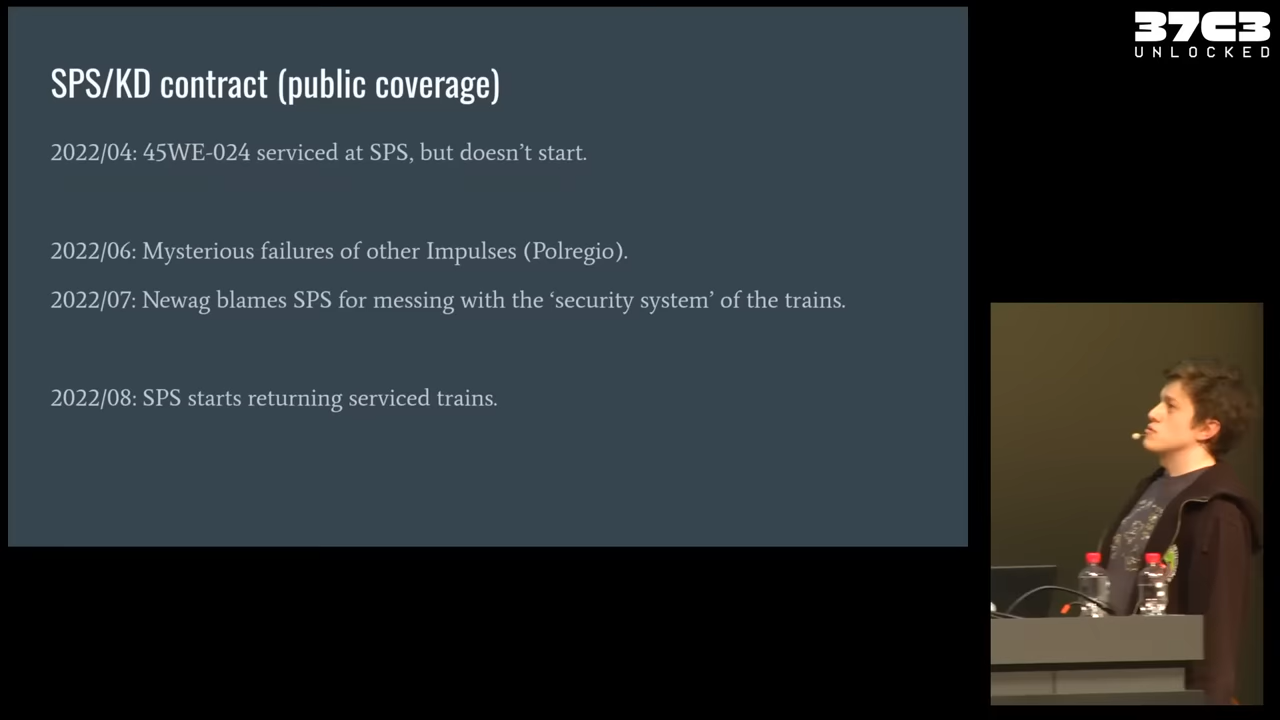 37C3
UNLOCKED
SPS/KD contract (public coverage)
2022/04: 45WE-024 serviced at SPS, but doesn’t start.
2022/06: Mysterious failures of other Impulses (Polregio).
2022/07: Newag blames SPS for messing with the ‘security system’ of the trains.
2022/08: SPS starts returning serviced trains.